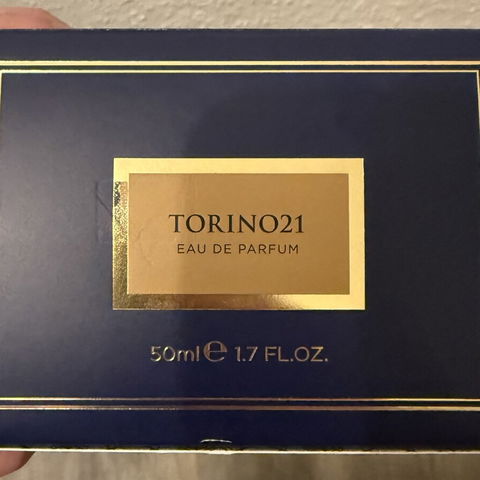 TORINO21
EAU DE PARFUM
50ml ℮ 1.7 FL.OZ.